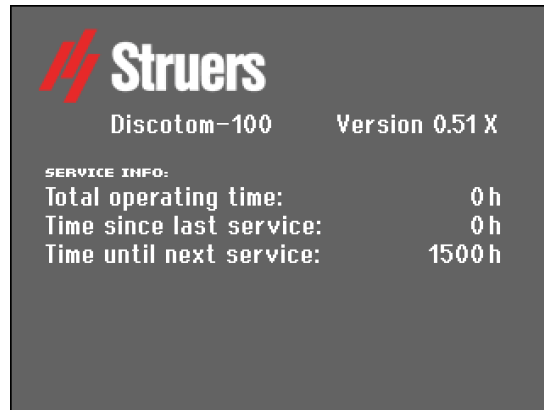 Struers
Discotom-100 Version 0.51 X
SERVICE INFO:
Total operating time: 0 h
Time since last service: 0 h
Time until next service: 1500 h